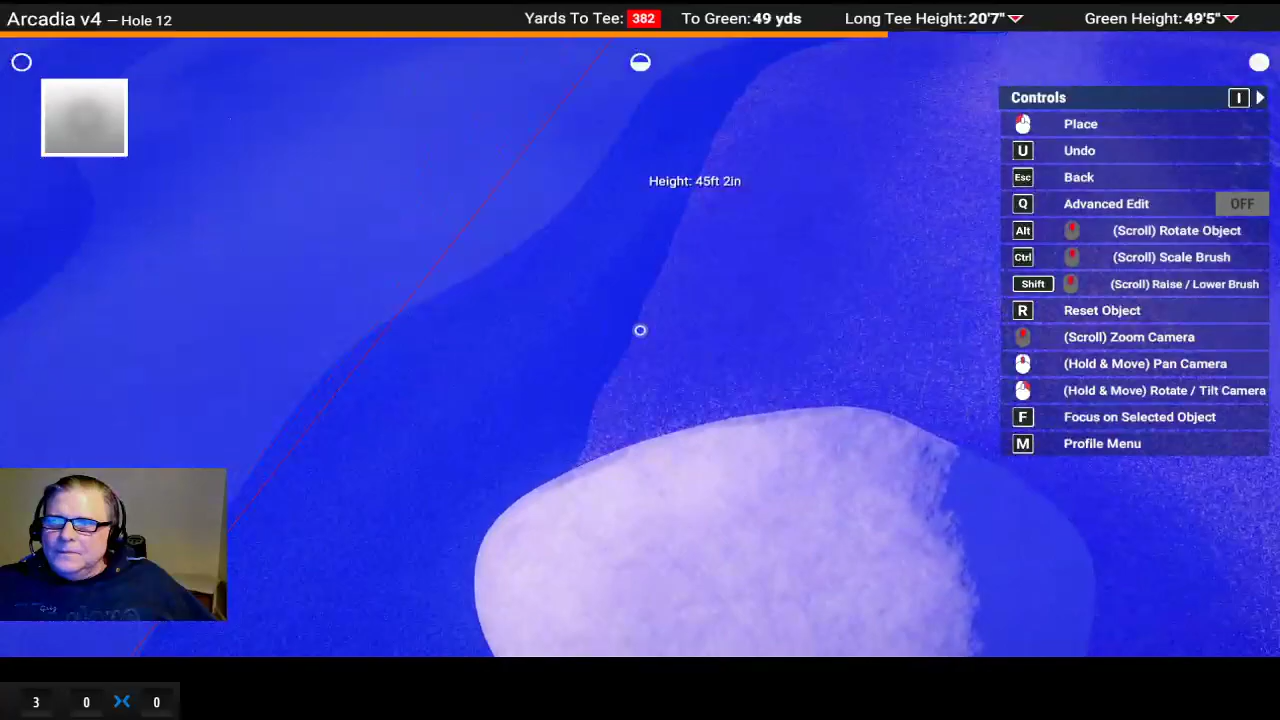 Arcadia v4 – Hole 12
Yards To Tee: 382 To Green: 49 yds Long Tee Height: 20'7" Green Height: 49'5"
Height: 45ft 2in
Controls I
Place
U Undo
Esc Back
Q Advanced Edit OFF
Alt (Scroll) Rotate Object
Ctrl (Scroll) Scale Brush
Shift (Scroll) Raise / Lower Brush
R Reset Object
(Scroll) Zoom Camera
(Hold & Move) Pan Camera
(Hold & Move) Rotate / Tilt Camera
F Focus on Selected Object
M Profile Menu
3 0 0